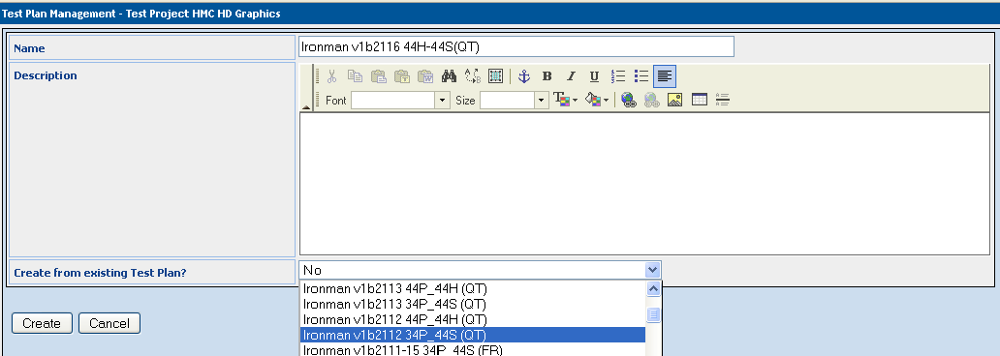 Test Plan Management - Test Project HMC HD Graphics
Name
Ironman v1b2116 44H-44S(QT)
Description
B I U
Font
Size
T
Create from existing Test Plan?
No
Ironman v1b2113 44P_44H (QT)
Ironman v1b2113 34P_44S (QT)
Ironman v1b2112 44P_44H (QT)
Ironman v1b2112 34P_44S (QT)
Ironman v1b2111-15 34P_44S (FR)
Create
Cancel